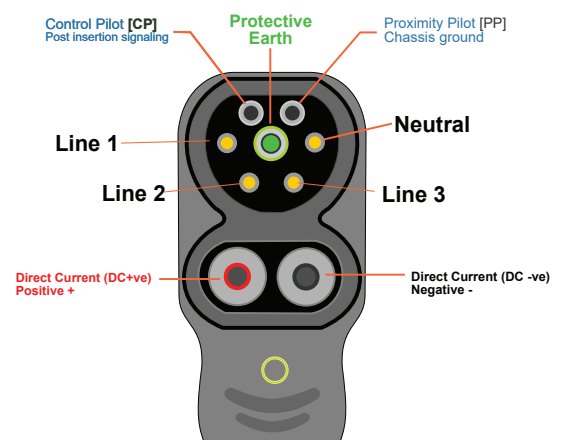 Control Pilot [CP]
Post insertion signaling
Protective
Earth
Proximity Pilot [PP]
Chassis ground
Line 1
Neutral
Line 2
Line 3
Direct Current (DC+ve)
Positive +
Direct Current (DC -ve)
Negative -